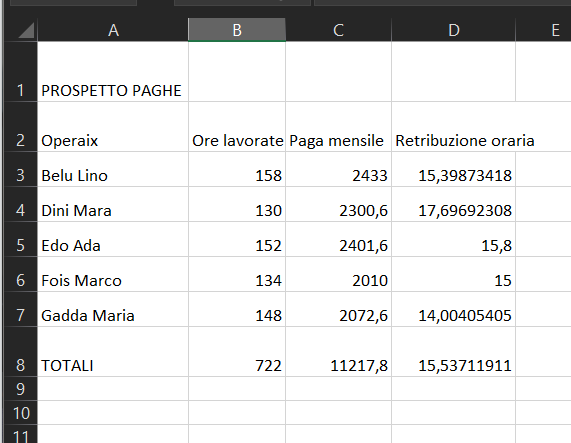 A B C D E
1 PROSPETTO PAGHE
2 Operaix Ore lavorate Paga mensile Retribuzione oraria
3 Belu Lino 158 2433 15,39873418
4 Dini Mara 130 2300,6 17,69692308
5 Edo Ada 152 2401,6 15,8
6 Fois Marco 134 2010 15
7 Gadda Maria 148 2072,6 14,00405405
8 TOTALI 722 11217,8 15,53711911
9
10
11